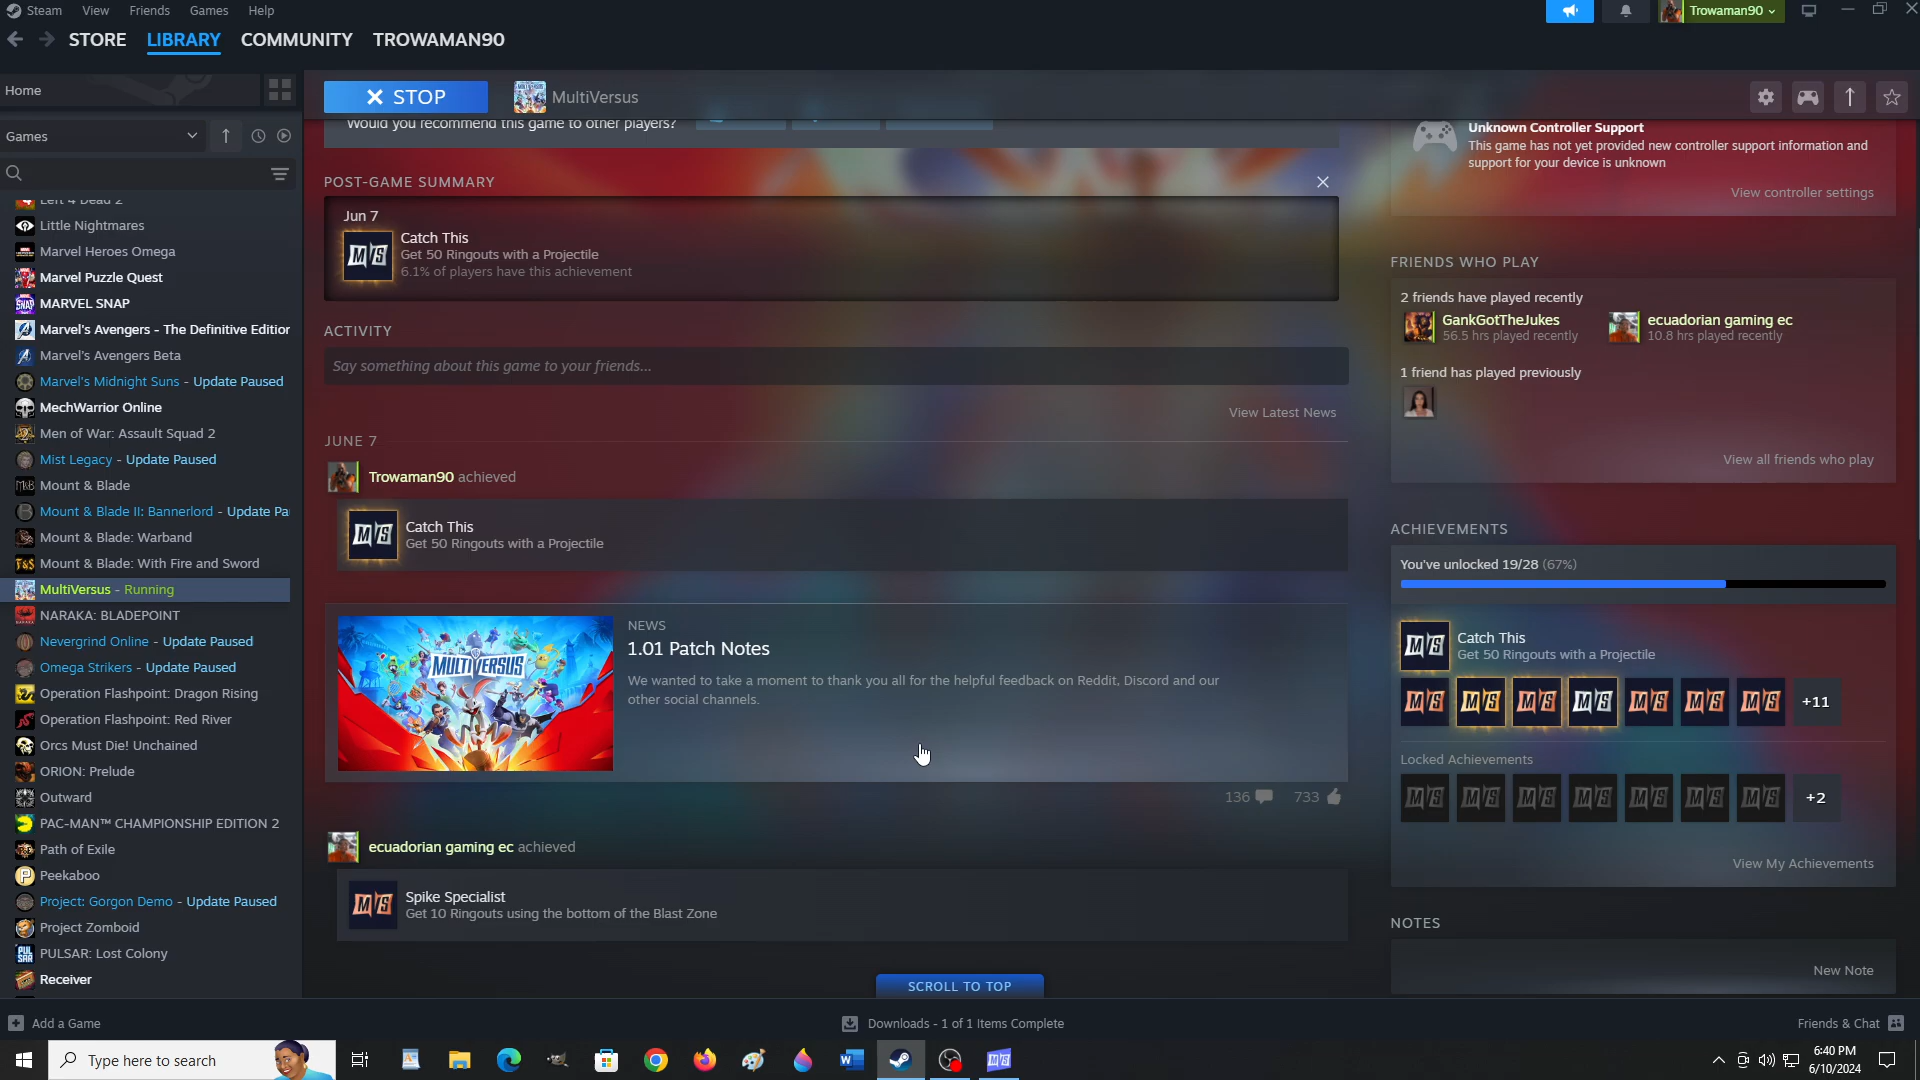 Steam View Friends Games Help
Trowaman90
STORE LIBRARY COMMUNITY TROWAMAN90
Home
STOP
MultiVersus
Games
Would you recommend this game to other players?
Unknown Controller Support
This game has not yet provided new controller support information and
support for your device is unknown
View controller settings
POST-GAME SUMMARY
Jun 7
Catch This
Get 50 Ringouts with a Projectile
6.1% of players have this achievement
ACTIVITY
Say something about this game to your friends...
View Latest News
JUNE 7
Trowaman90 achieved
Catch This
Get 50 Ringouts with a Projectile
MULTIVERSUS
NEWS
1.01 Patch Notes
We wanted to take a moment to thank you all for the helpful feedback on Reddit, Discord and our
other social channels.
136
733
ecuadorian gaming ec achieved
Spike Specialist
Get 10 Ringouts using the bottom of the Blast Zone
SCROLL TO TOP
FRIENDS WHO PLAY
2 friends have played recently
GankGotTheJukes
56.5 hrs played recently
ecuadorian gaming ec
10.8 hrs played recently
1 friend has played previously
View all friends who play
ACHIEVEMENTS
You've unlocked 19/28 (67%)
Catch This
Get 50 Ringouts with a Projectile
+11
Locked Achievements
+2
View My Achievements
NOTES
New Note
Left 4 Dead 2
Little Nightmares
Marvel Heroes Omega
Marvel Puzzle Quest
MARVEL SNAP
Marvel's Avengers - The Definitive Edition
Marvel's Avengers Beta
Marvel's Midnight Suns - Update Paused
MechWarrior Online
Men of War: Assault Squad 2
Mist Legacy - Update Paused
Mount & Blade
Mount & Blade II: Bannerlord - Update Pa
Mount & Blade: Warband
Mount & Blade: With Fire and Sword
MultiVersus - Running
NARAKA: BLADEPOINT
Nevergrind Online - Update Paused
Omega Strikers - Update Paused
Operation Flashpoint: Dragon Rising
Operation Flashpoint: Red River
Orcs Must Die! Unchained
ORION: Prelude
Outward
PAC-MAN™ CHAMPIONSHIP EDITION 2
Path of Exile
Peekaboo
Project: Gorgon Demo - Update Paused
Project Zomboid
PULSAR: Lost Colony
Receiver
Add a Game
Downloads - 1 of 1 Items Complete
Friends & Chat
Type here to search
6:40 PM
6/10/2024